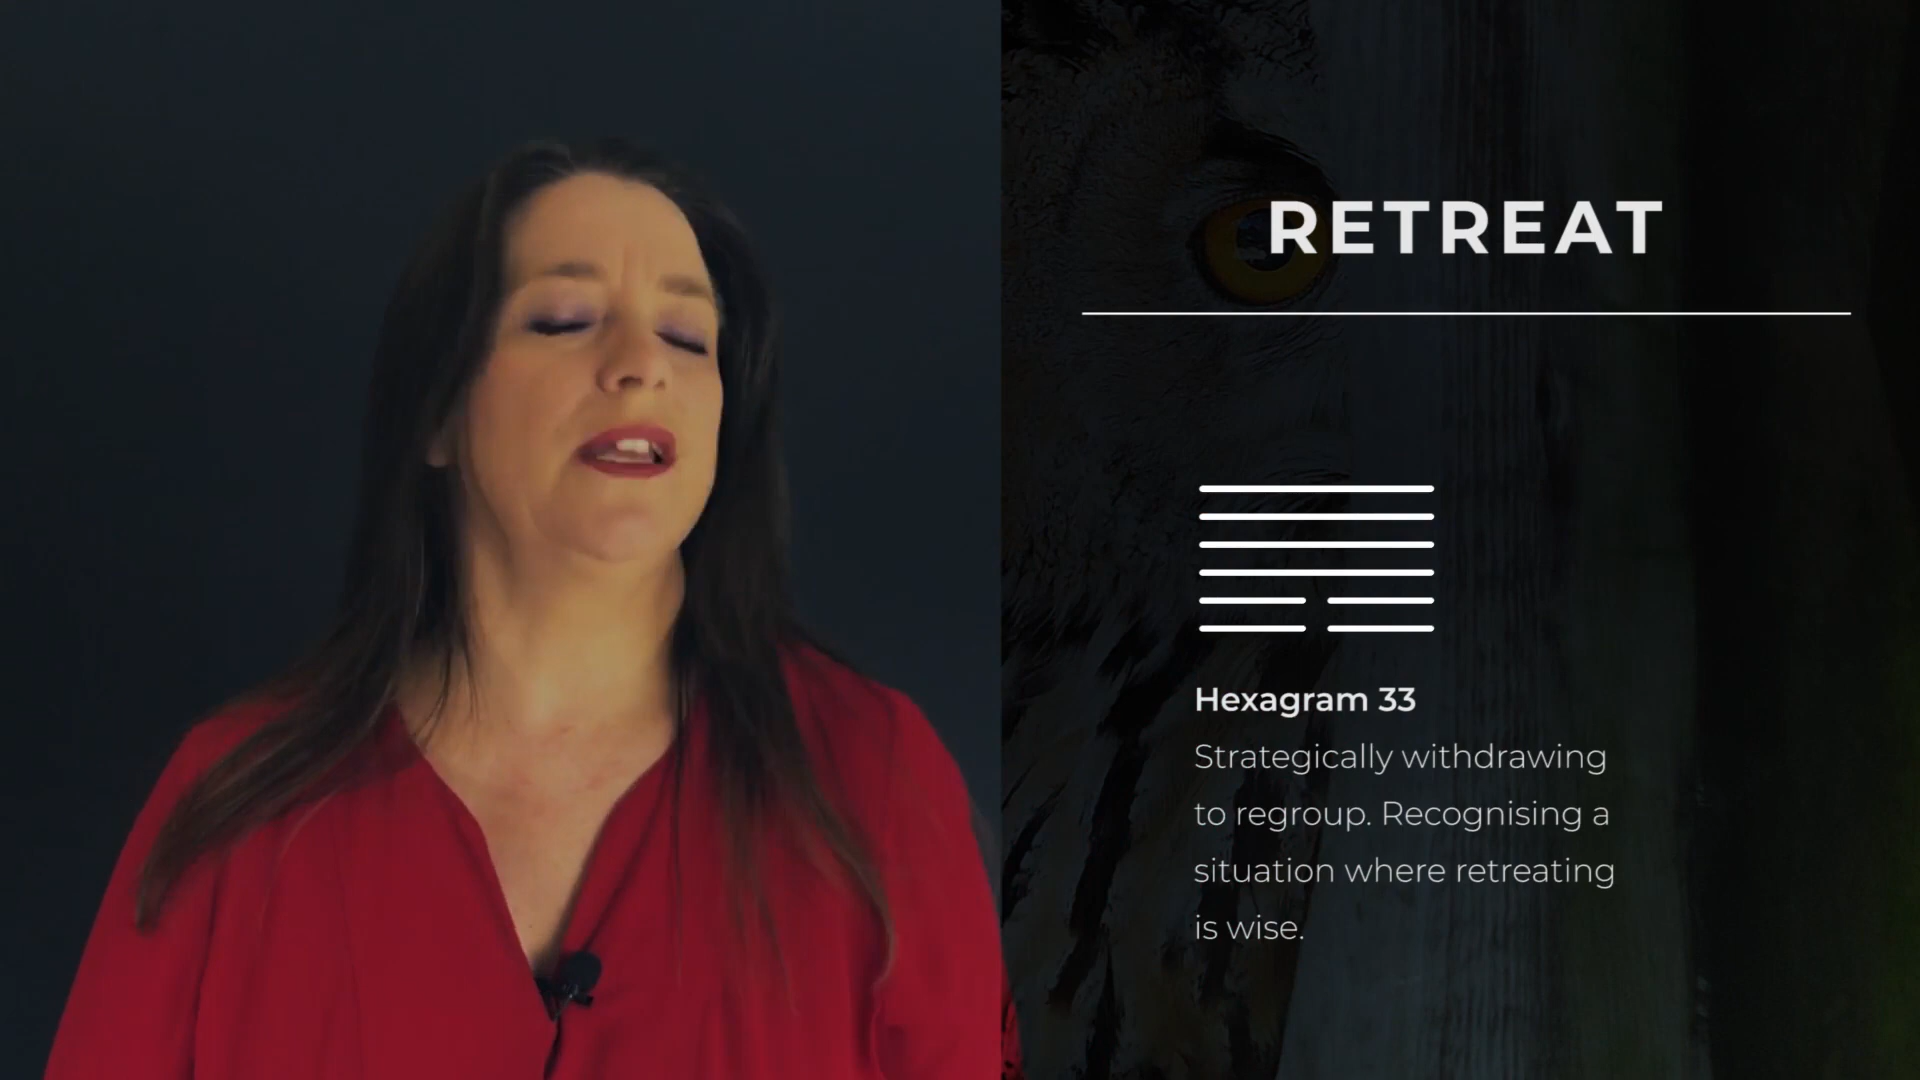 RETREAT
Hexagram 33
Strategically withdrawing
to regroup. Recognising a
situation where retreating
is wise.